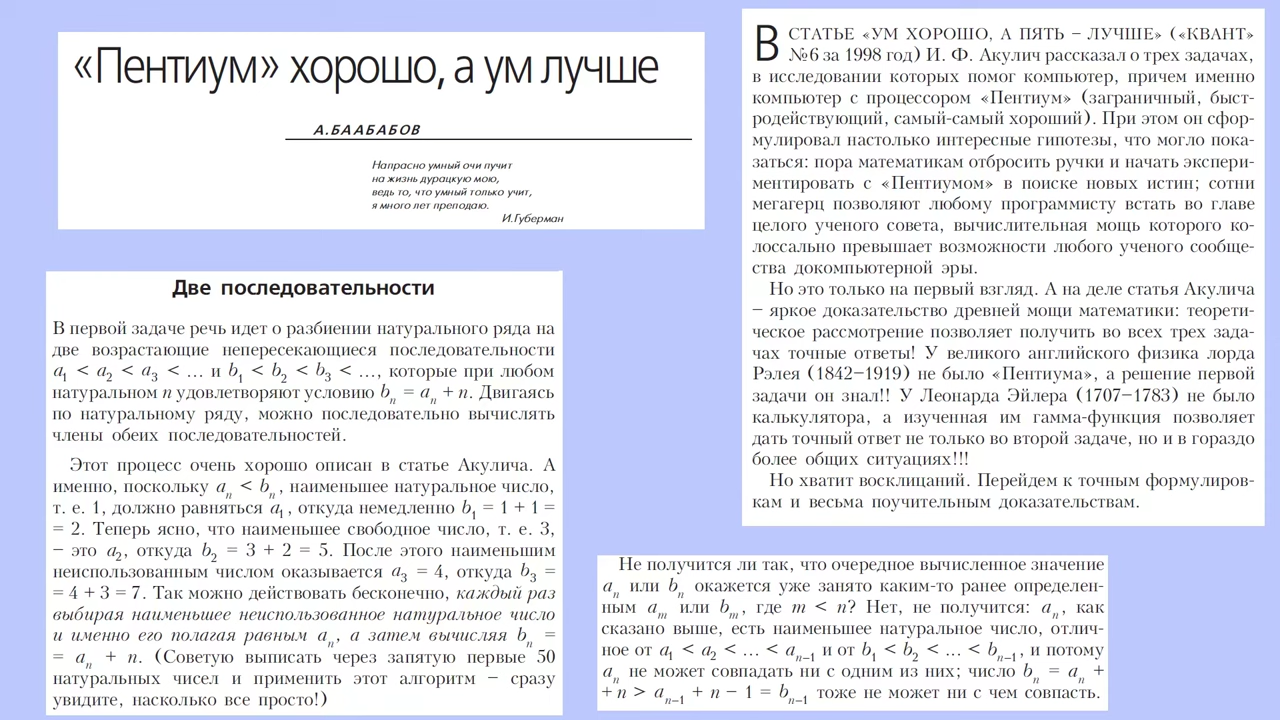 «Пентиум» хорошо, а ум лучше
А.БААБАБОВ
Напрасно умный очи пучит
на жизнь дурацкую мою,
ведь то, что умный только учит,
я много лет преподаю.
И.Губерман
В СТАТЬЕ «УМ ХОРОШО, А ПЯТЬ – ЛУЧШЕ» («КВАНТ»
№6 за 1998 год) И. Ф. Акулич рассказал о трех задачах,
в исследовании которых помог компьютер, причем именно
компьютер с процессором «Пентиум» (заграничный, быст-
родействующий, самый-самый хороший). При этом он сфор-
мулировал настолько интересные гипотезы, что могло пока-
заться: пора математикам отбросить ручки и начать экспери-
ментировать с «Пентиумом» в поиске новых истин; сотни
мегагерц позволяют любому программисту встать во главе
целого ученого совета, вычислительная мощь которого ко-
лоссально превышает возможности любого ученого сообще-
ства докомпьютерной эры.
Но это только на первый взгляд. А на деле статья Акулича
– яркое доказательство древней мощи математики: теорети-
ческое рассмотрение позволяет получить во всех трех зада-
чах точные ответы! У великого английского физика лорда
Рэлея (1842–1919) не было «Пентиума», а решение первой
задачи он знал!! У Леонарда Эйлера (1707–1783) не было
калькулятора, а изученная им гамма-функция позволяет
дать точный ответ не только во второй задаче, но и в гораздо
более общих ситуациях!!!
Но хватит восклицаний. Перейдем к точным формулиров-
кам и весьма поучительным доказательствам.
Две последовательности
В первой задаче речь идет о разбиении натурального ряда на
две возрастающие непересекающиеся последовательности
a₁ < a₂ < a₃ < ... и b₁ < b₂ < b₃ < ..., которые при любом
натуральном n удовлетворяют условию bₙ = aₙ + n. Двигаясь
по натуральному ряду, можно последовательно вычислять
члены обеих последовательностей.
Этот процесс очень хорошо описан в статье Акулича. А
именно, поскольку aₙ < bₙ, наименьшее натуральное число,
т. е. 1, должно равняться a₁, откуда немедленно b₁ = 1 + 1 =
= 2. Теперь ясно, что наименьшее свободное число, т. е. 3,
– это a₂, откуда b₂ = 3 + 2 = 5. После этого наименьшим
неиспользованным числом оказывается a₃ = 4, откуда b₃ =
= 4 + 3 = 7. Так можно действовать бесконечно, каждый раз
выбирая наименьшее неиспользованное натуральное число
и именно его полагая равным aₙ, а затем вычисляя bₙ =
= aₙ + n. (Советую выписать через запятую первые 50
натуральных чисел и применить этот алгоритм – сразу
увидите, насколько все просто!)
Не получится ли так, что очередное вычисленное значение
aₙ или bₙ окажется уже занято каким-то ранее определен-
ным aₘ или bₘ, где m < n? Нет, не получится: aₙ, как
сказано выше, есть наименьшее натуральное число, отлич-
ное от a₁ < a₂ < ... < aₙ₋₁ и от b₁ < b₂ < ... < bₙ₋₁, и потому
aₙ не может совпадать ни с одним из них; число bₙ = aₙ +
+ n > aₙ₋₁ + n – 1 = bₙ₋₁ тоже не может ни с чем совпасть.